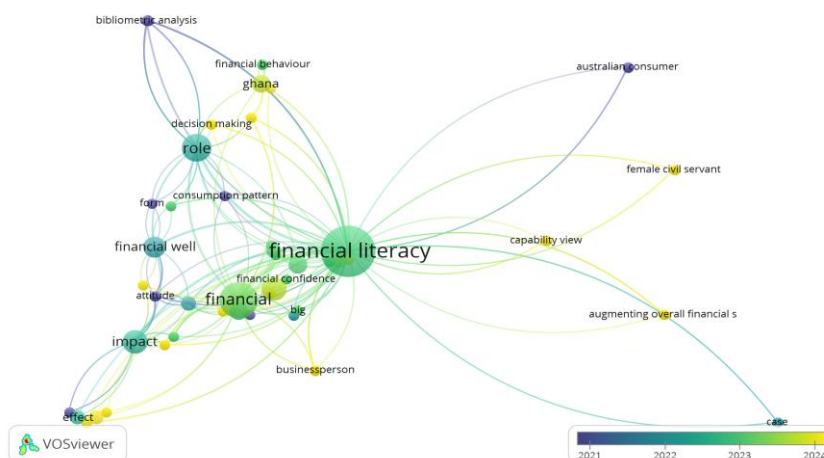 bibliometric analysis
financial behaviour
australian consumer
ghana
decision making
role
female civil servant
consumption pattern
form
capability view
financial well
financial literacy
financial confidence
attitude
financial
big
augmenting overall financial s
impact
businessperson
effect
case
VOSviewer
2021 2022 2023 2024